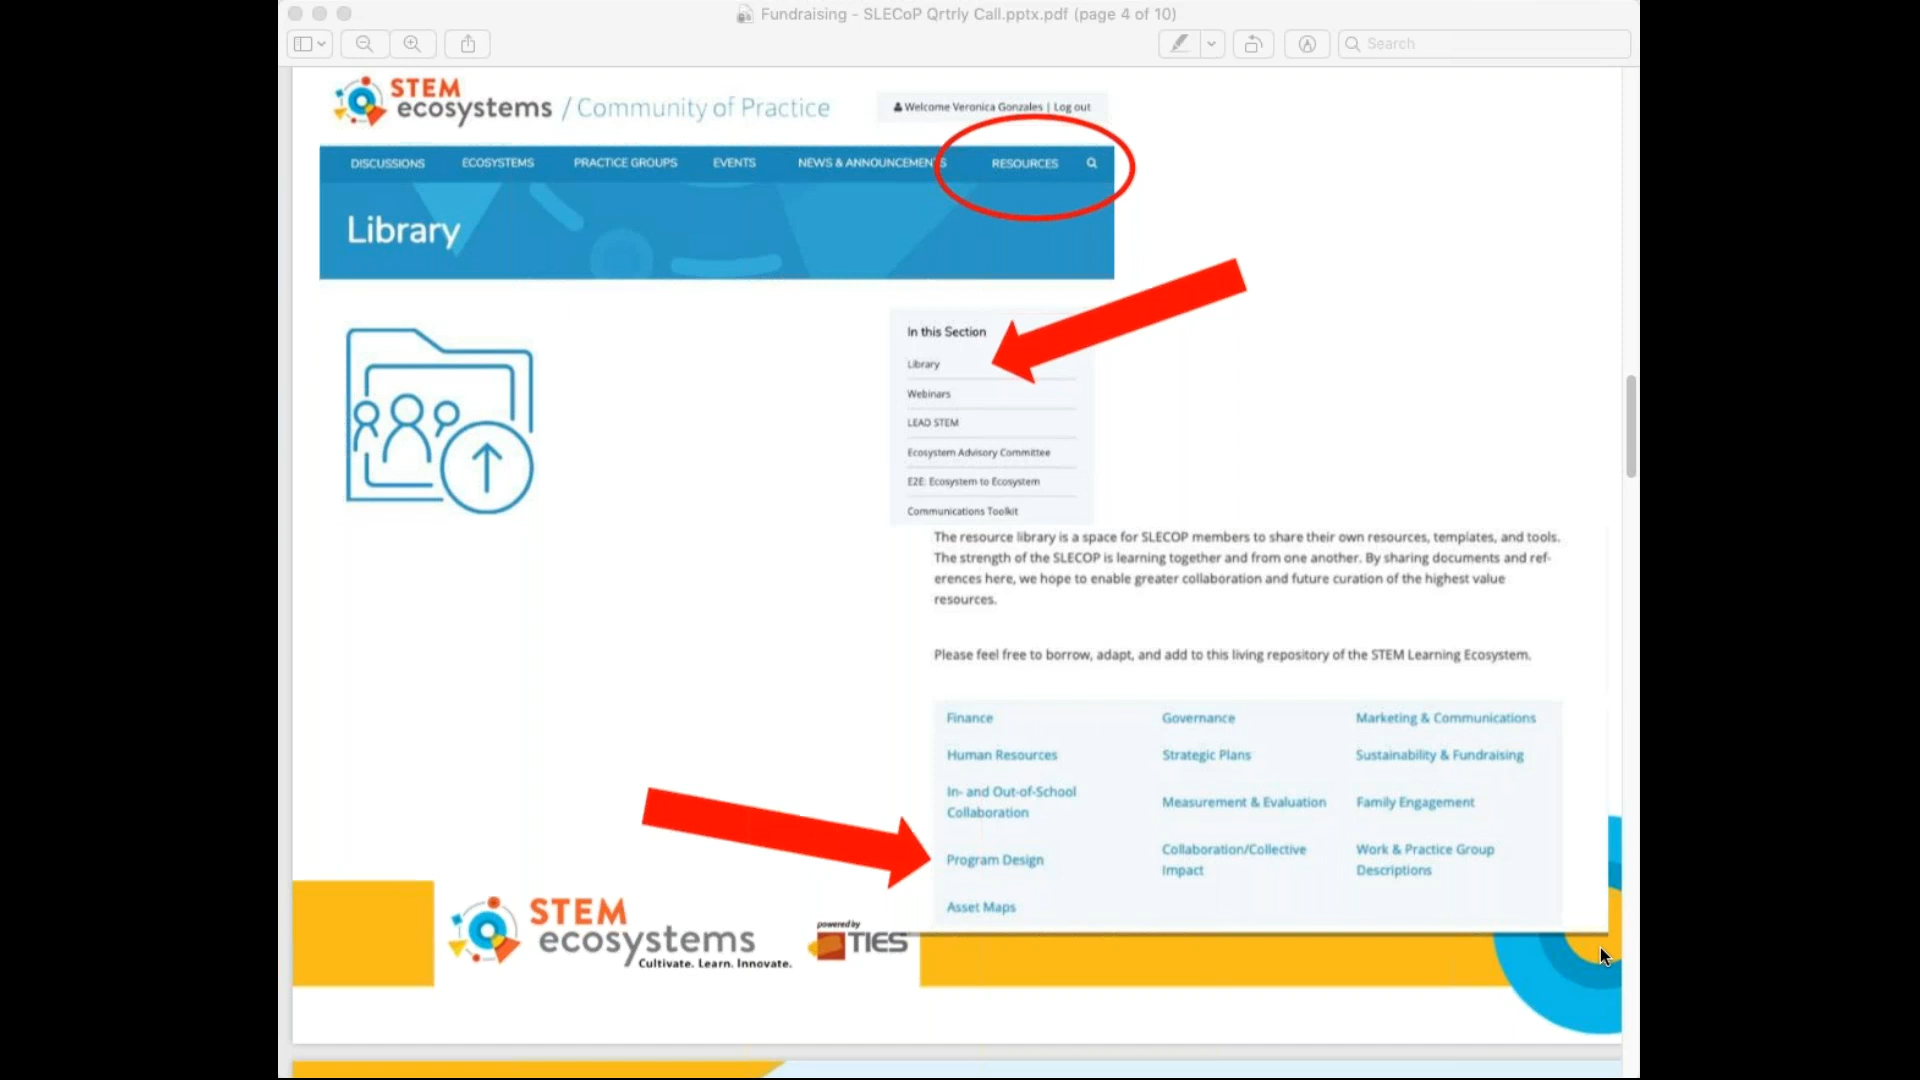 Fundraising - SLECoP Qrtrly Call.pptx.pdf (page 4 of 10)
Search
STEM
ecosystems / Community of Practice
Welcome Veronica Gonzales | Log out
DISCUSSIONS ECOSYSTEMS PRACTICE GROUPS EVENTS NEWS & ANNOUNCEMENTS RESOURCES
Library
In this Section
Library
Webinars
LEAD STEM
Ecosystem Advisory Committee
E2E: Ecosystem to Ecosystem
Communications Toolkit
The resource library is a space for SLECOP members to share their own resources, templates, and tools.
The strength of the SLECOP is learning together and from one another. By sharing documents and ref-
erences here, we hope to enable greater collaboration and future curation of the highest value
resources.
Please feel free to borrow, adapt, and add to this living repository of the STEM Learning Ecosystem.
Finance Governance Marketing & Communications
Human Resources Strategic Plans Sustainability & Fundraising
In- and Out-of-School
Collaboration
Measurement & Evaluation Family Engagement
Program Design
Collaboration/Collective
Impact
Work & Practice Group
Descriptions
Asset Maps
STEM
ecosystems
Cultivate. Learn. Innovate.
powered by
TIES